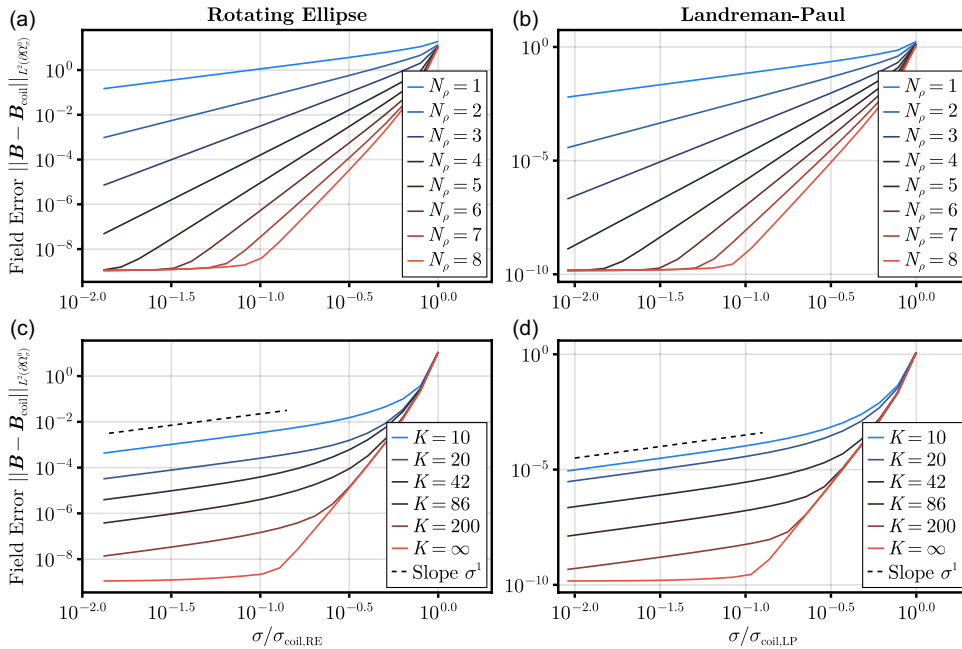 (a) Rotating Ellipse
(b) Landreman-Paul
Field Error ||B − B_coil||_{L²(∂Ω_σ^0)}
10^{0}
10^{−2}
10^{−4}
10^{−6}
10^{−8}
N_ρ = 1
N_ρ = 2
N_ρ = 3
N_ρ = 4
N_ρ = 5
N_ρ = 6
N_ρ = 7
N_ρ = 8
10^{−2.0} 10^{−1.5} 10^{−1.0} 10^{−0.5} 10^{0.0}
10^{0}
10^{−5}
10^{−10}
N_ρ = 1
N_ρ = 2
N_ρ = 3
N_ρ = 4
N_ρ = 5
N_ρ = 6
N_ρ = 7
N_ρ = 8
10^{−2.0} 10^{−1.5} 10^{−1.0} 10^{−0.5} 10^{0.0}
(c)
Field Error ||B − B_coil||_{L²(∂Ω_σ^0)}
10^{0}
10^{−2}
10^{−4}
10^{−6}
10^{−8}
K = 10
K = 20
K = 42
K = 86
K = 200
K = ∞
Slope σ^1
10^{−2.0} 10^{−1.5} 10^{−1.0} 10^{−0.5} 10^{0.0}
σ/σ_{coil,RE}
(d)
10^{0}
10^{−5}
10^{−10}
K = 10
K = 20
K = 42
K = 86
K = 200
K = ∞
Slope σ^1
10^{−2.0} 10^{−1.5} 10^{−1.0} 10^{−0.5} 10^{0.0}
σ/σ_{coil,LP}